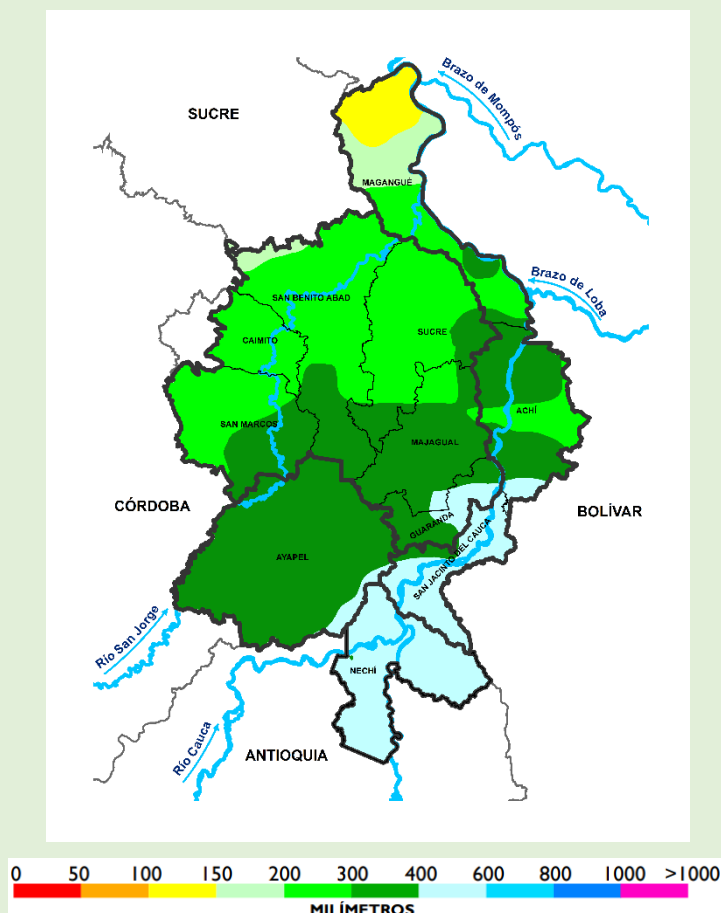 Brazo de Mompós
SUCRE
MAGANGUÉ
Brazo de Loba
SAN BENITO ABAD
SUCRE
CAIMITO
ACHÍ
SAN MARCOS
MAJAGUAL
CÓRDOBA
BOLÍVAR
GUARANDA
AYAPEL
SAN JACINTO DEL CAUCA
Río San Jorge
NECHÍ
Río Cauca
ANTIOQUIA
0 50 100 150 200 300 400 600 800 1000 >1000
MILÍMETROS